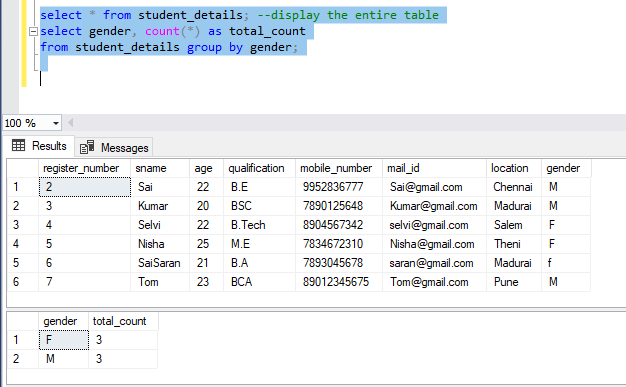 select * from student_details; --display the entire table
select gender, count(*) as total_count
from student_details group by gender;
100 %
Results Messages
register_number sname age qualification mobile_number mail_id location gender
1 2 Sai 22 B.E 9952836777 Sai@gmail.com Chennai M
2 3 Kumar 20 BSC 7890125648 Kumar@gmail.com Madurai M
3 4 Selvi 22 B.Tech 8904567342 selvi@gmail.com Salem F
4 5 Nisha 25 M.E 7834672310 Nisha@gmail.com Theni F
5 6 SaiSaran 21 B.A 7893045678 saran@gmail.com Madurai f
6 7 Tom 23 BCA 89012345675 Tom@gmail.com Pune M
gender total_count
1 F 3
2 M 3